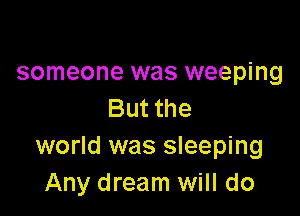 someone was weeping
But the
world was sleeping
Any dream will do